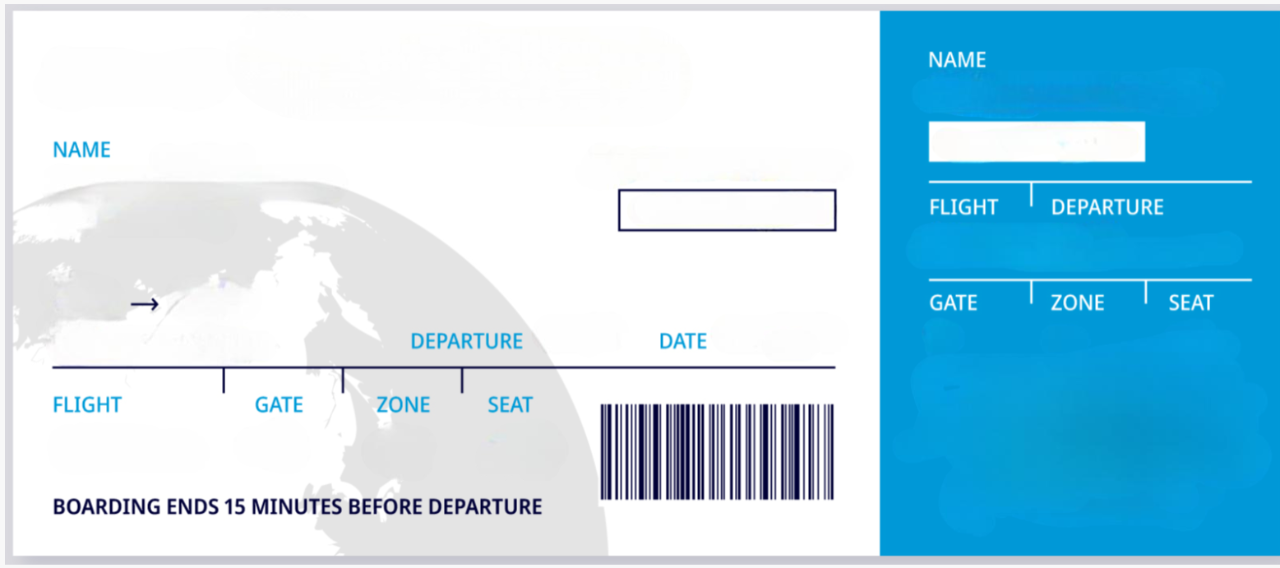 NAME
→
DEPARTURE DATE
FLIGHT GATE ZONE SEAT
BOARDING ENDS 15 MINUTES BEFORE DEPARTURE
NAME
FLIGHT DEPARTURE
GATE ZONE SEAT